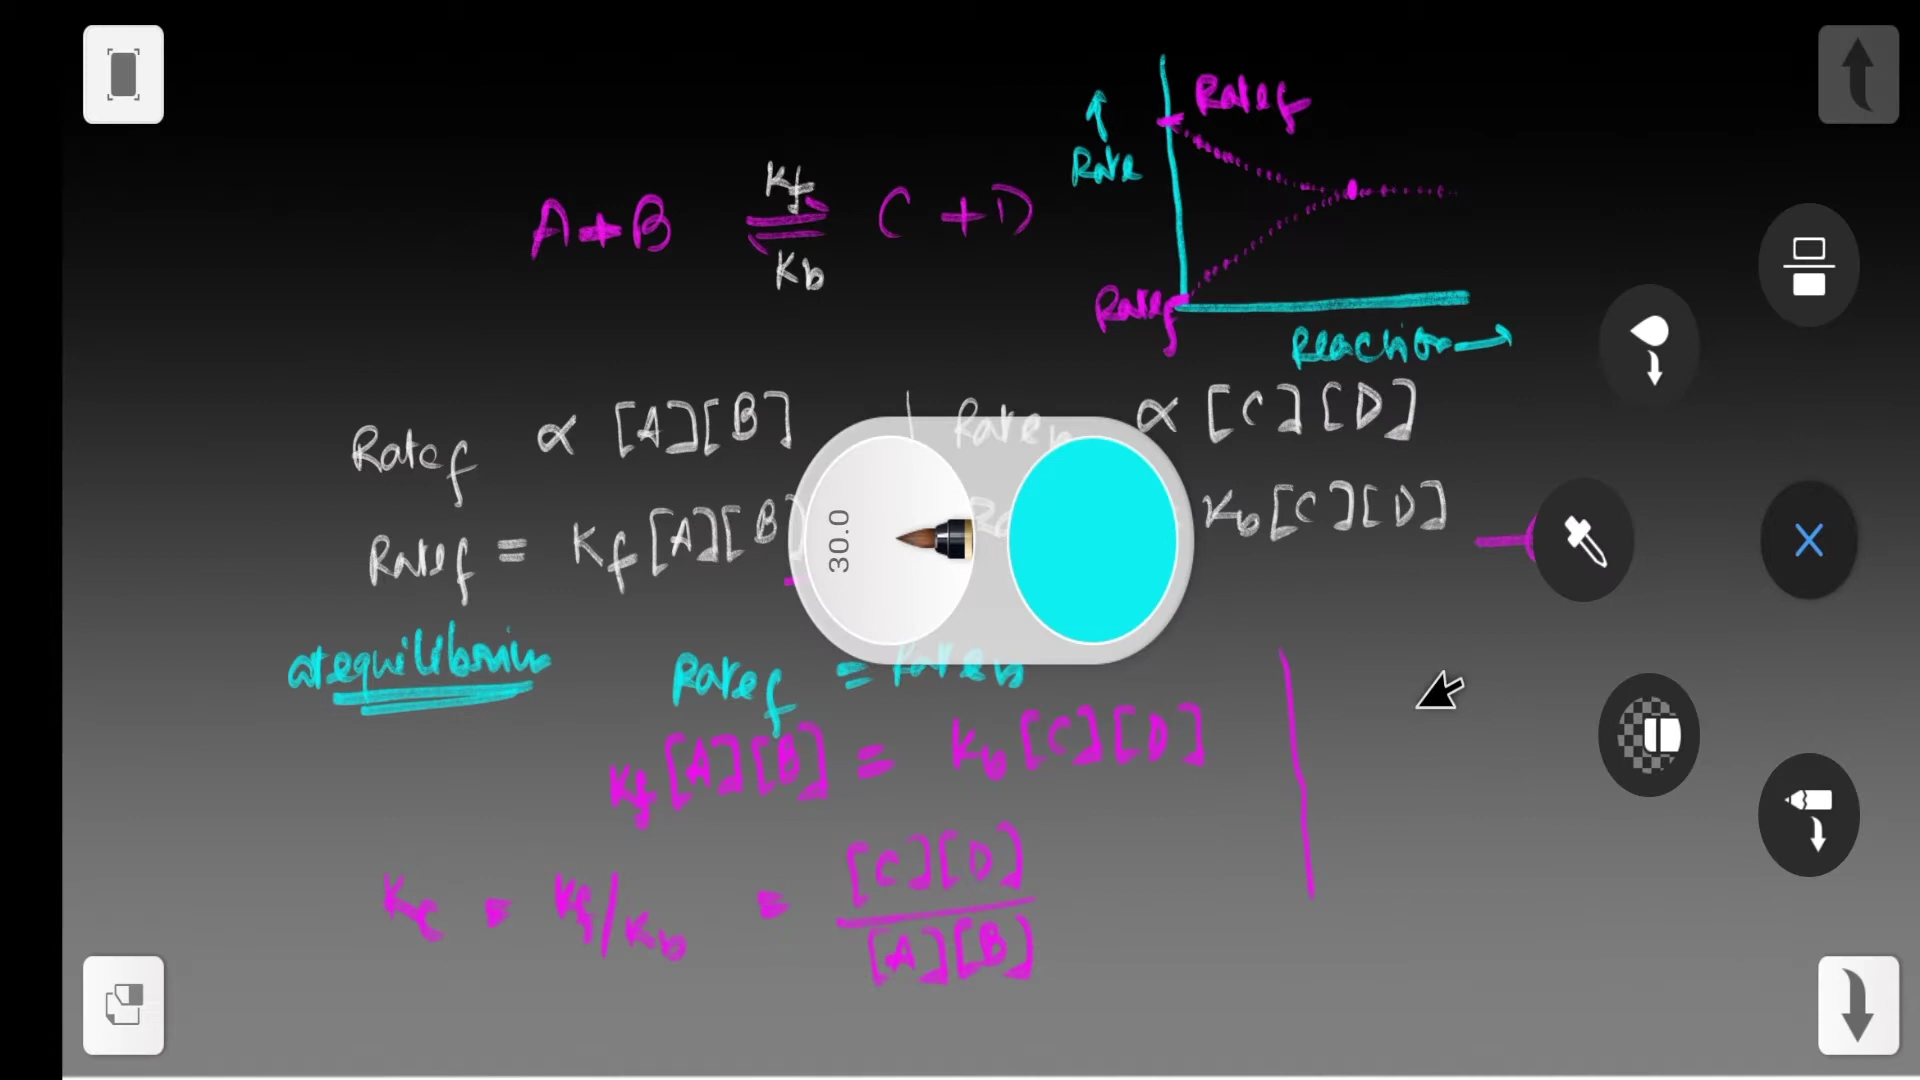 Ratef
↑
Rate
A+B ⇌ C+D
Kf
Kb
Ratef
Reaction→
Ratef ∝ [A][B] | Rateb ∝ [C][D]
Ratef = Kf[A][B] Kb[C][D]
30.0
at equilibrium Ratef = Rateb
Kf[A][B] = Kb[C][D]
Kc = Kf/Kb = [C][D]/[A][B]